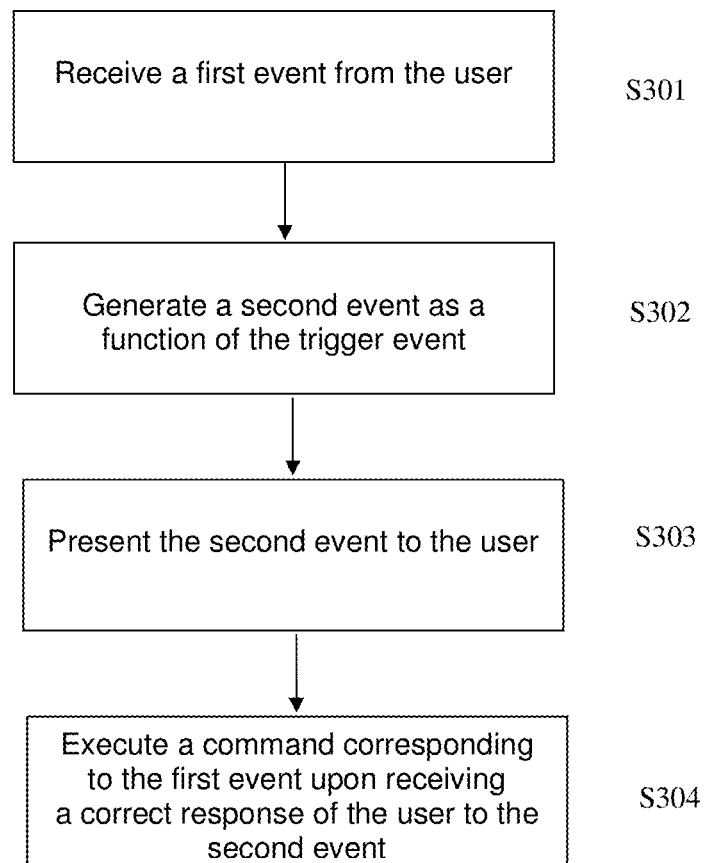 Receive a first event from the user
S301
Generate a second event as a
function of the trigger event
S302
Present the second event to the user
S303
Execute a command corresponding
to the first event upon receiving
a correct response of the user to the
second event
S304